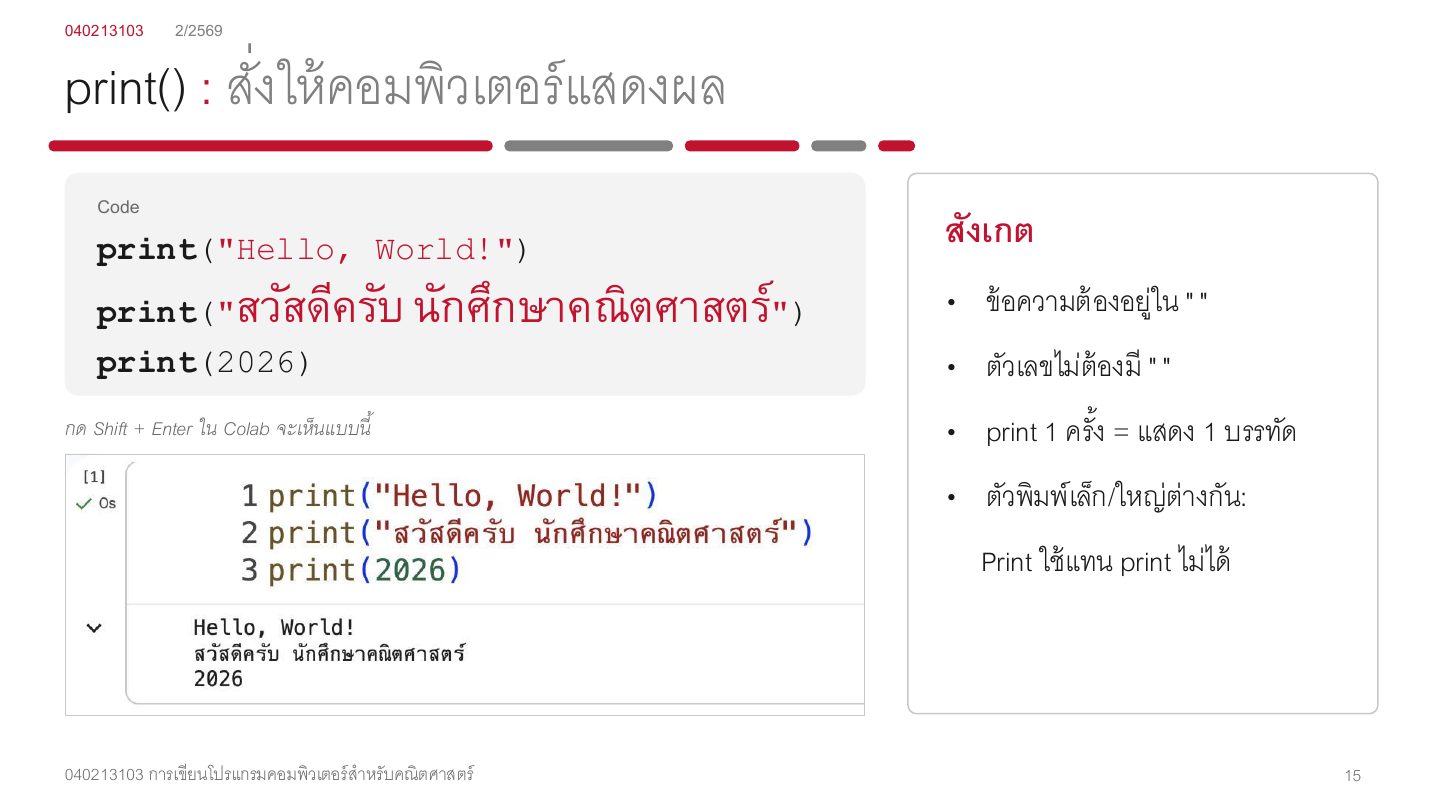 040213103 2/2569
print() : สั่งให้คอมพิวเตอร์แสดงผล
Code
print("Hello, World!")
print("สวัสดีครับ นักศึกษาคณิตศาสตร์")
print(2026)
กด Shift + Enter ใน Colab จะเห็นแบบนี้
[1]
0s
1 print("Hello, World!")
2 print("สวัสดีครับ นักศึกษาคณิตศาสตร์")
3 print(2026)
Hello, World!
สวัสดีครับ นักศึกษาคณิตศาสตร์
2026
สังเกต
• ข้อความต้องอยู่ใน " "
• ตัวเลขไม่ต้องมี " "
• print 1 ครั้ง = แสดง 1 บรรทัด
• ตัวพิมพ์เล็ก/ใหญ่ต่างกัน:
Print ใช้แทน print ไม่ได้
040213103 การเขียนโปรแกรมคอมพิวเตอร์สำหรับคณิตศาสตร์
15